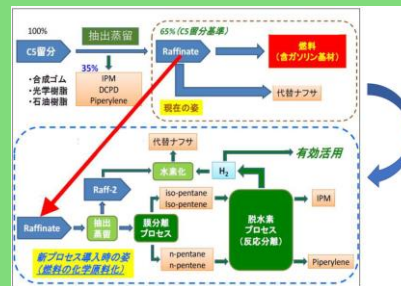 100%
C5留分
抽出蒸留
65%(C5留分基準)
Raffinate
燃料
(含ガソリン基材)
35%
・合成ゴム
・光学樹脂
・石油樹脂
IPM
DCPD
Piperylene
現在の姿
代替ナフサ
代替ナフサ
Raff-2
水素化
H2
有効活用
Raffinate
抽出
蒸留
膜分離
プロセス
iso-pentane
Iso-pentene
脱水素
プロセス
(反応分離)
IPM
n-pentane
n-pentene
Piperylene
新プロセス導入時の姿
(燃料の化学原料化)